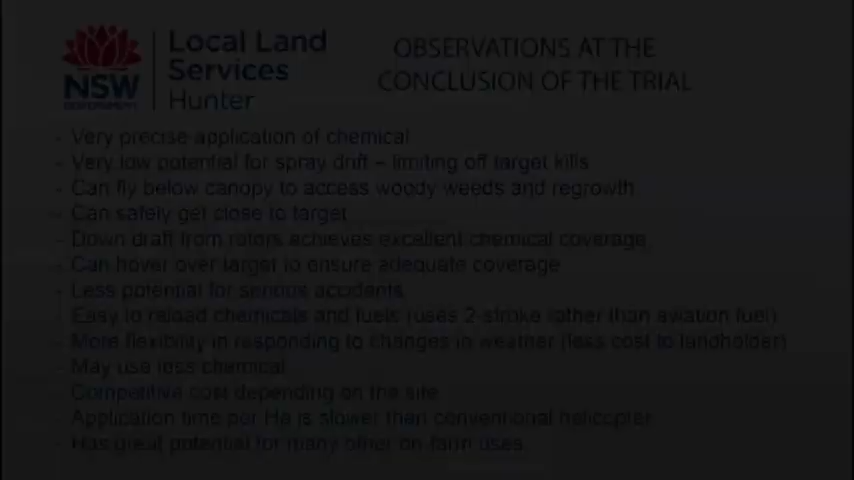 Local Land
Services
Hunter
NSW
GOVERNMENT
OBSERVATIONS AT THE
CONCLUSION OF THE TRIAL
- Very precise application of chemical
- Very low potential for spray drift – limiting off target kills
- Can fly below canopy to access woody weeds and regrowth
- Can safely get close to target
- Down draft from rotors achieves excellent chemical coverage
- Can hover over target to ensure adequate coverage
- Less potential for serious accidents
- Easy to reload chemicals and fuels (uses 2-stroke rather than aviation fuel)
- More flexibility in responding to changes in weather (less cost to landholder)
- May use less chemical
- Competitive cost depending on the site
- Application time per Ha is slower than conventional helicopter
- Has great potential for many other on-farm uses